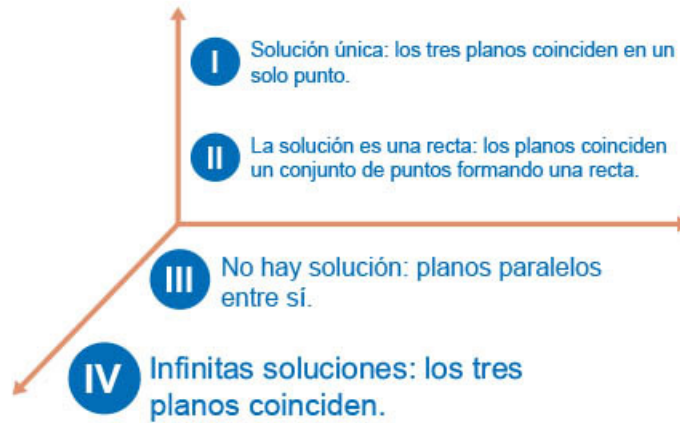 I
Solución única: los tres planos coinciden en un
solo punto.
II
La solución es una recta: los planos coinciden
un conjunto de puntos formando una recta.
III
No hay solución: planos paralelos
entre sí.
IV
Infinitas soluciones: los tres
planos coinciden.